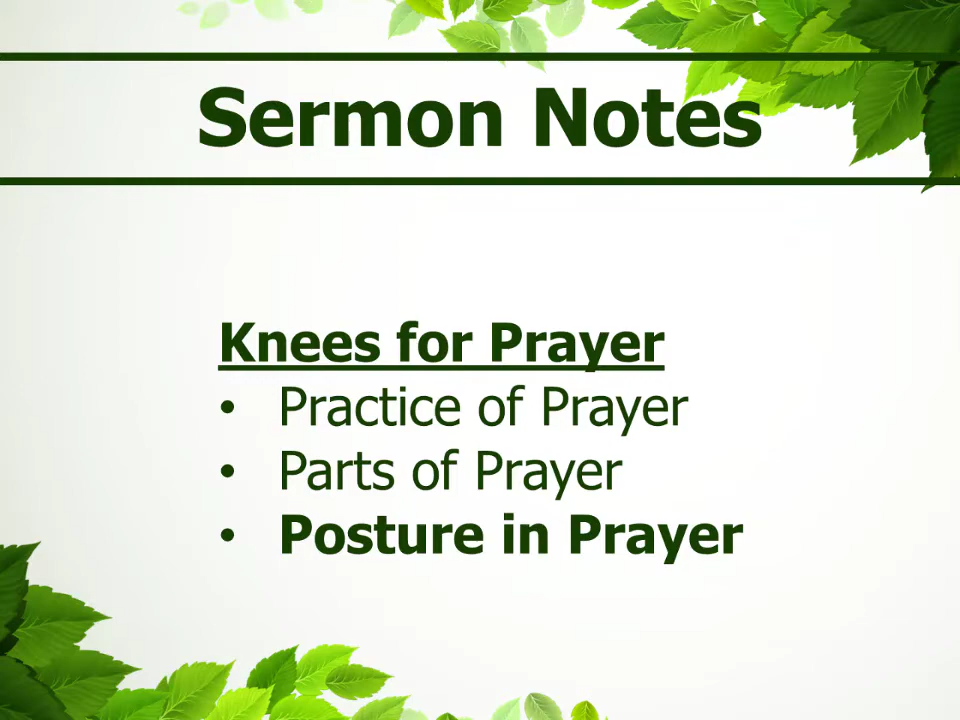 Sermon Notes
Knees for Prayer
• Practice of Prayer
• Parts of Prayer
• Posture in Prayer